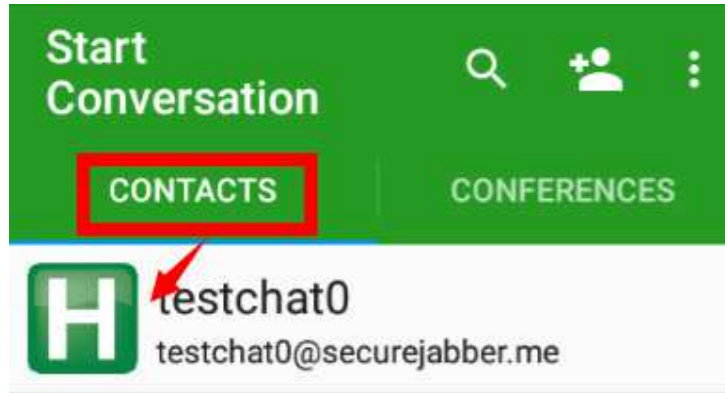 Start
Conversation
CONTACTS
CONFERENCES
H
testchat0
testchat0@securejabber.me